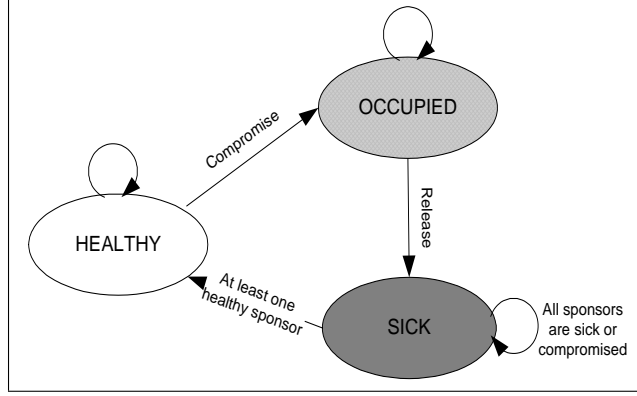 OCCUPIED
Compromise
HEALTHY
Release
At least one
healthy sponsor
SICK
All sponsors
are sick or
compromised